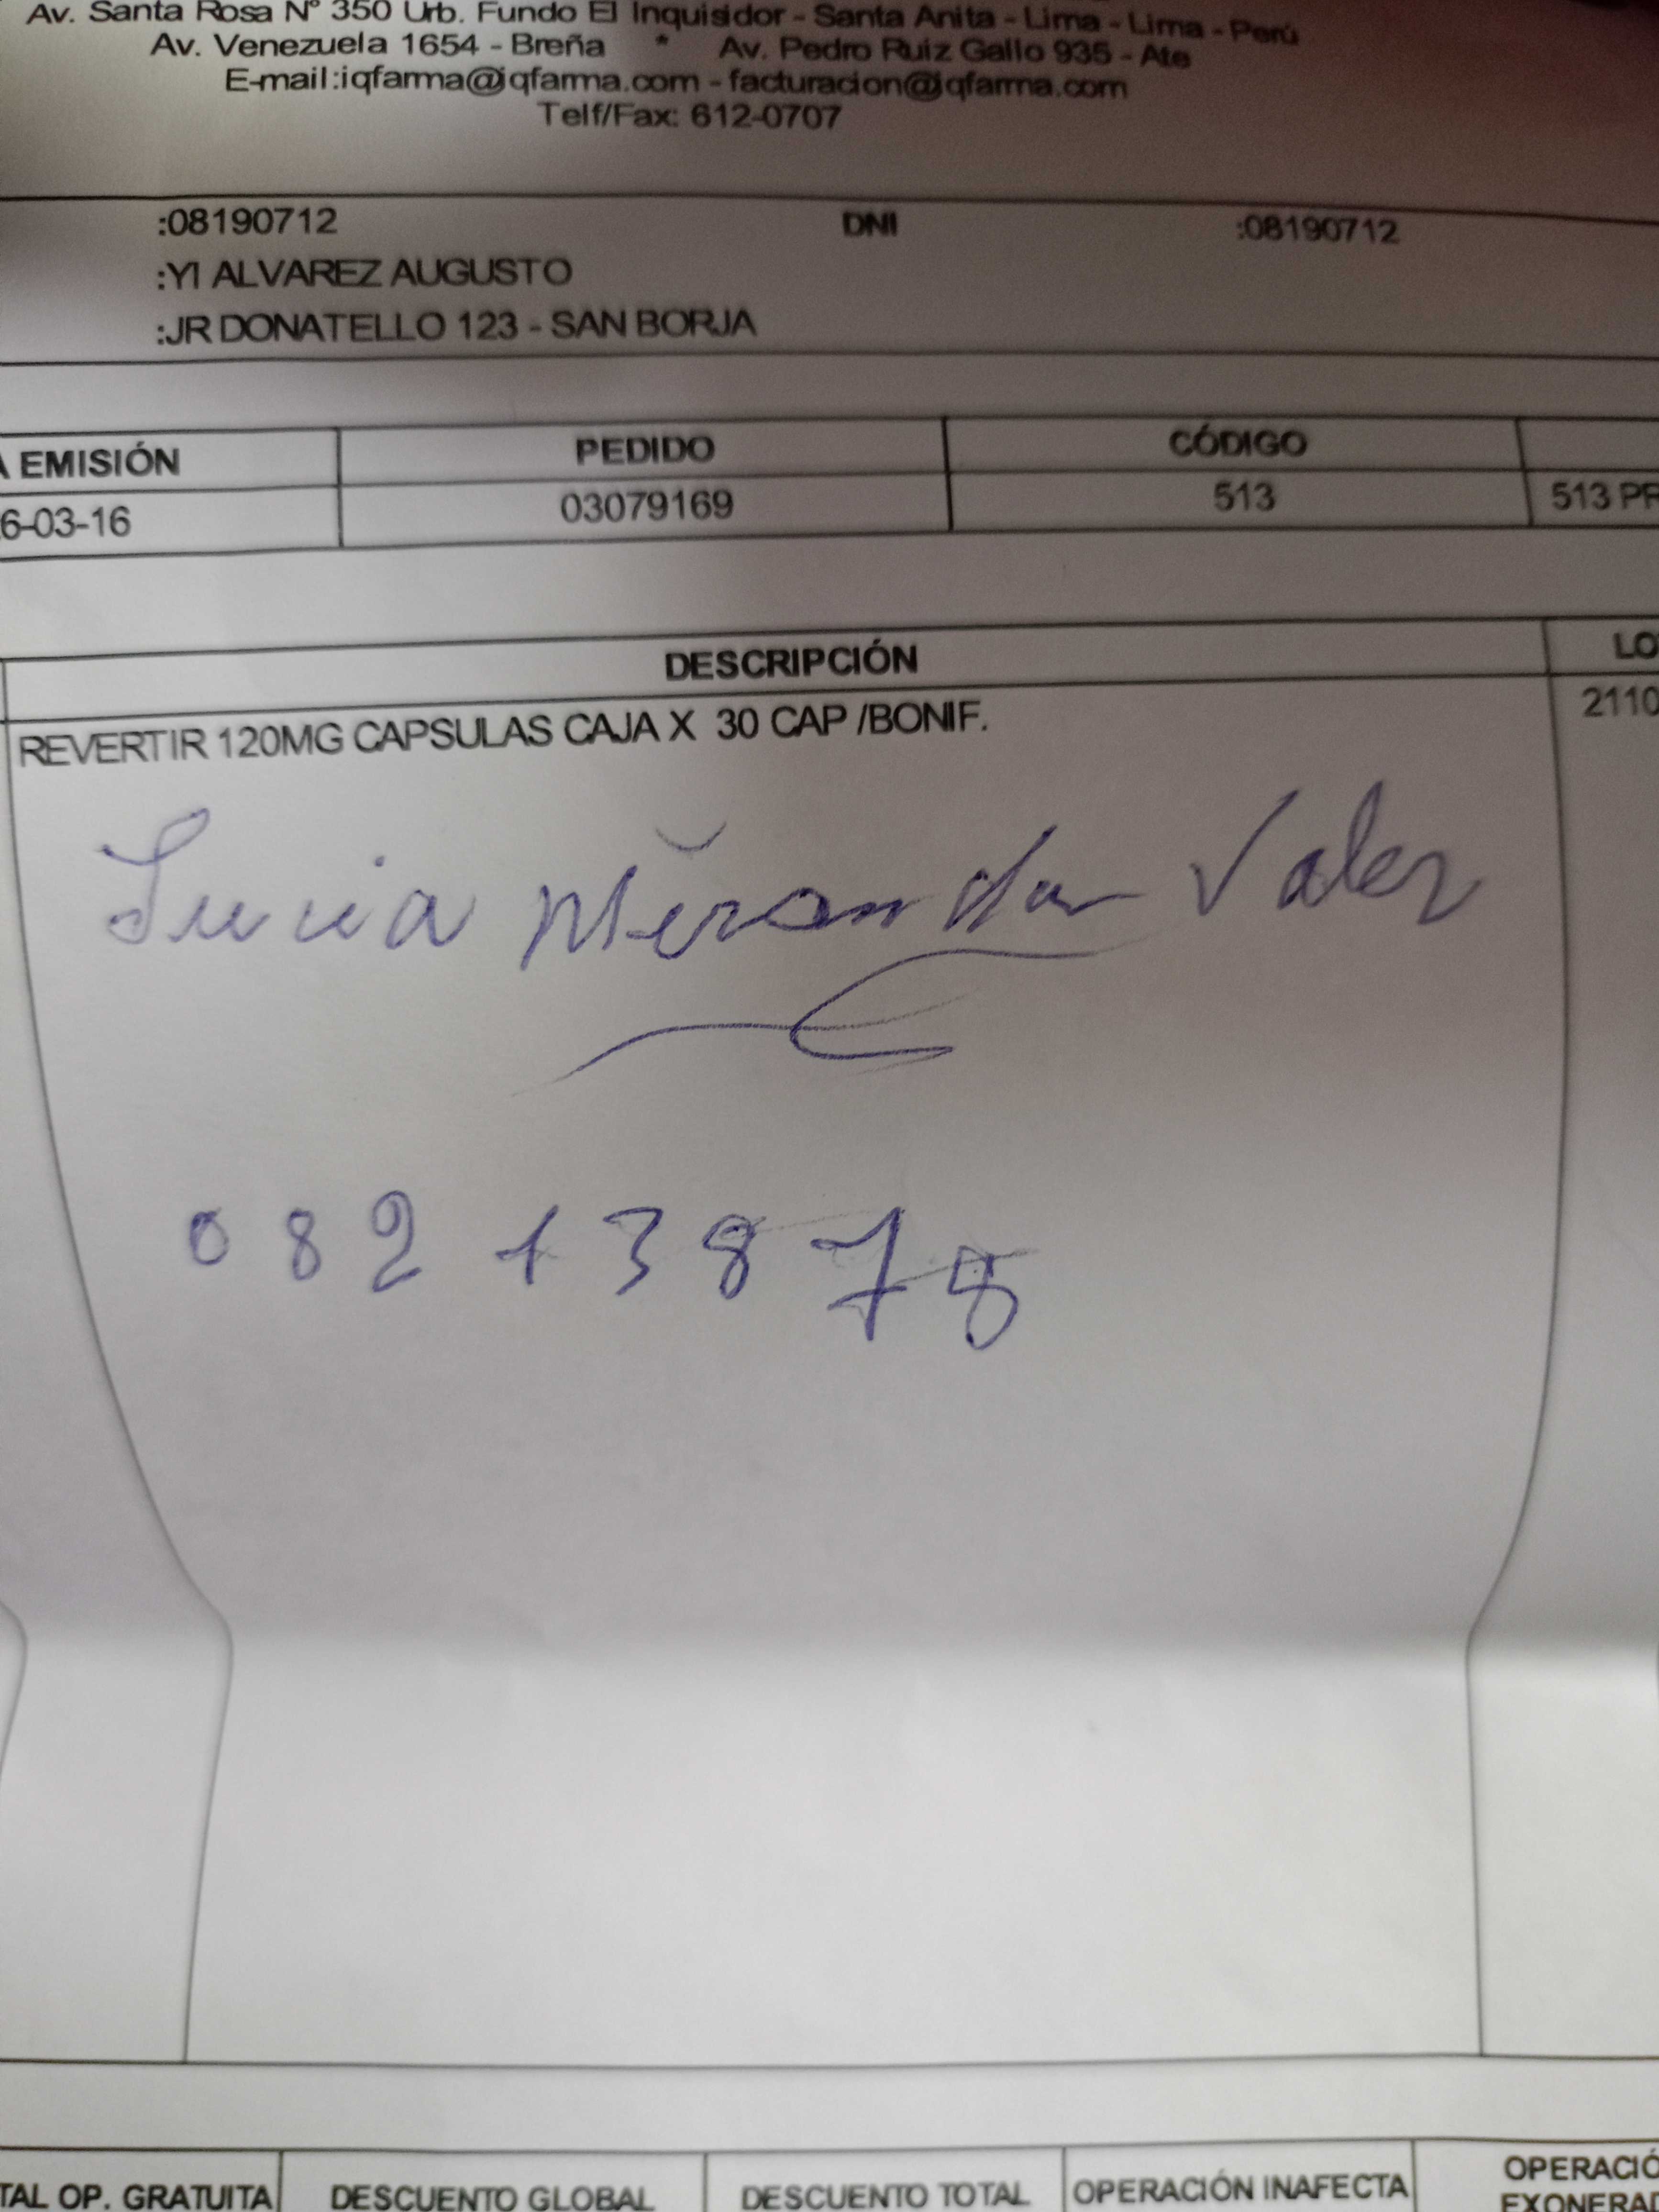 Av. Santa Rosa N° 350 Urb. Fundo El Inquisidor - Santa Anita - Lima - Lima - Perú
Av. Venezuela 1654 - Breña * Av. Pedro Ruiz Gallo 935 - Ate
E-mail:iqfarma@iqfarma.com - facturacion@iqfarma.com
Telf/Fax: 612-0707
:08190712 DNI :08190712
:YI ALVAREZ AUGUSTO
:JR DONATELLO 123 - SAN BORJA
EMISIÓN PEDIDO CÓDIGO
6-03-16 03079169 513 513 PR
DESCRIPCIÓN LO
REVERTIR 120MG CAPSULAS CAJA X 30 CAP /BONIF. 2110
Lucia Miranda Valer
TAL OP. GRATUITA DESCUENTO GLOBAL DESCUENTO TOTAL OPERACIÓN INAFECTA OPERACIÓ
EXONERAD